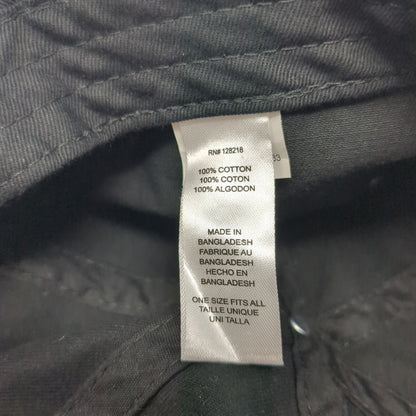 RN# 128218
100% COTTON
100% COTON
100% ALGODON
MADE IN
BANGLADESH
FABRIQUE AU
BANGLADESH
HECHO EN
BANGLADESH
ONE SIZE FITS ALL
TAILLE UNIQUE
UNI TALLA